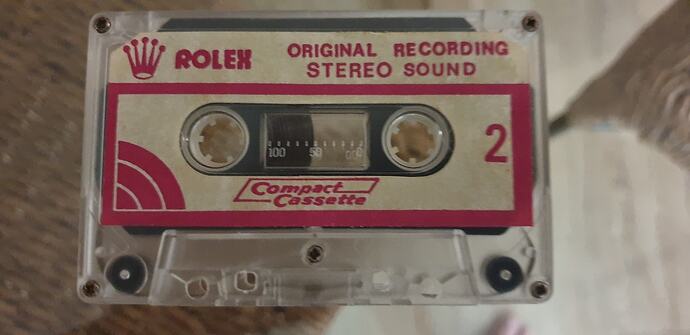 ROLEX
ORIGINAL RECORDING
STEREO SOUND
100 50 0
2
Compact
Cassette